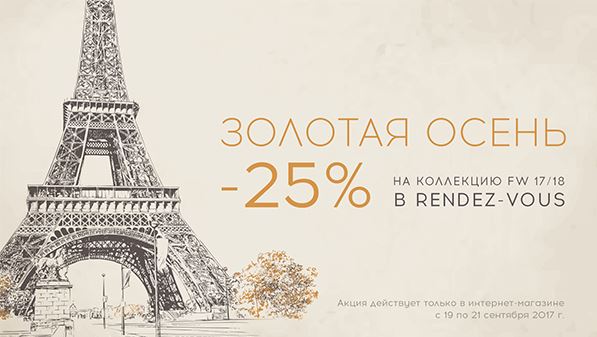 ЗОЛОТАЯ ОСЕНЬ
-25% НА КОЛЛЕКЦИЮ FW 17/18
В RENDEZ-VOUS
Акция действует только в интернет-магазине
с 19 по 21 сентября 2017 г.